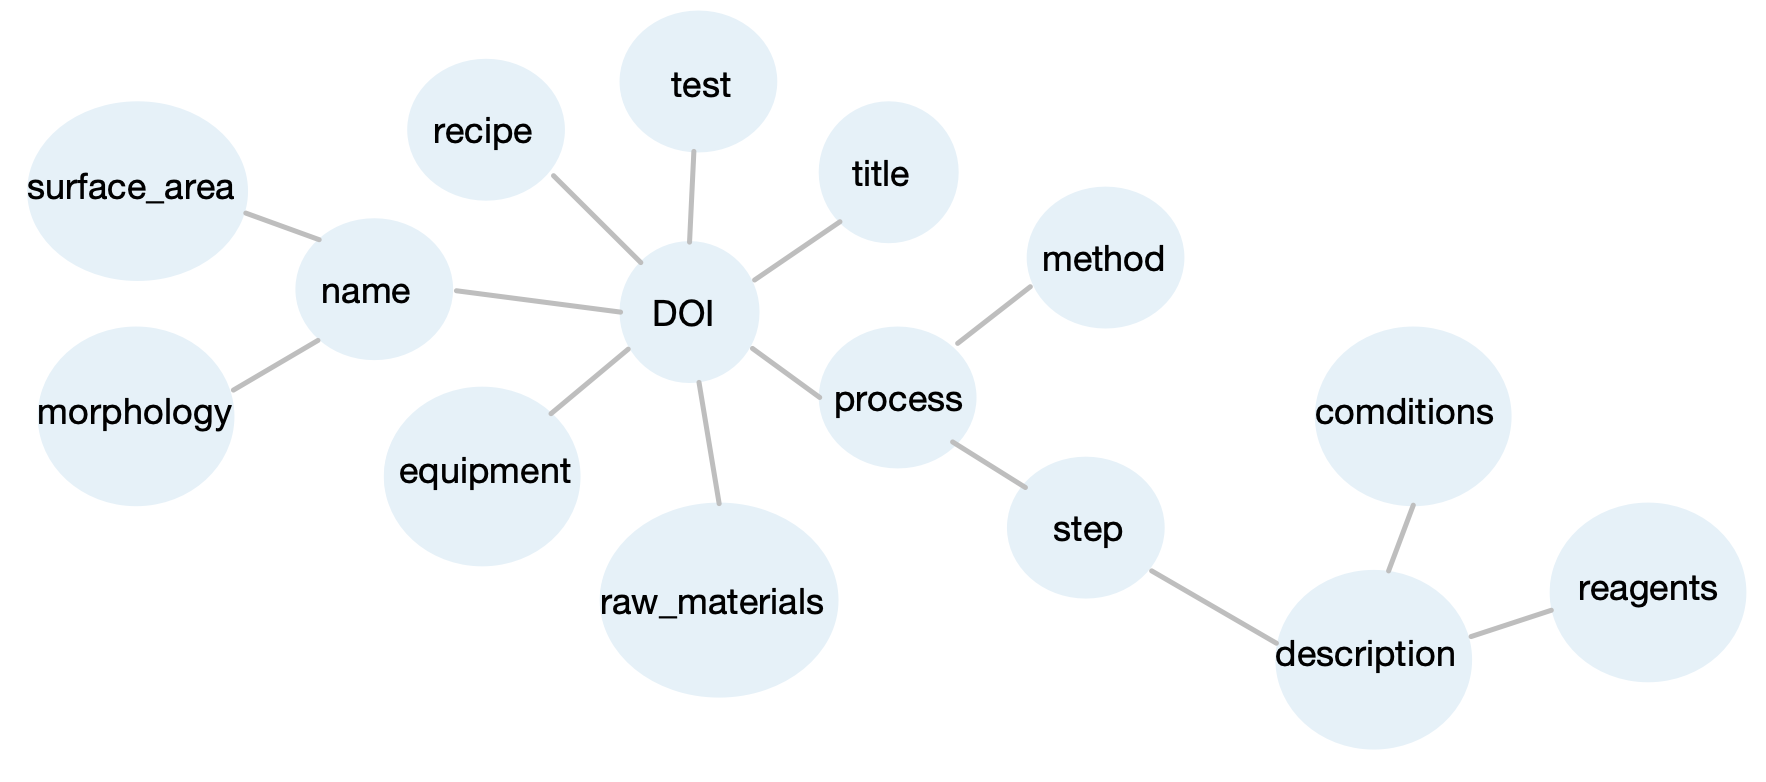 test
recipe
title
surface_area
method
name
DOI
process
morphology
comditions
equipment
step
reagents
raw_materials
description